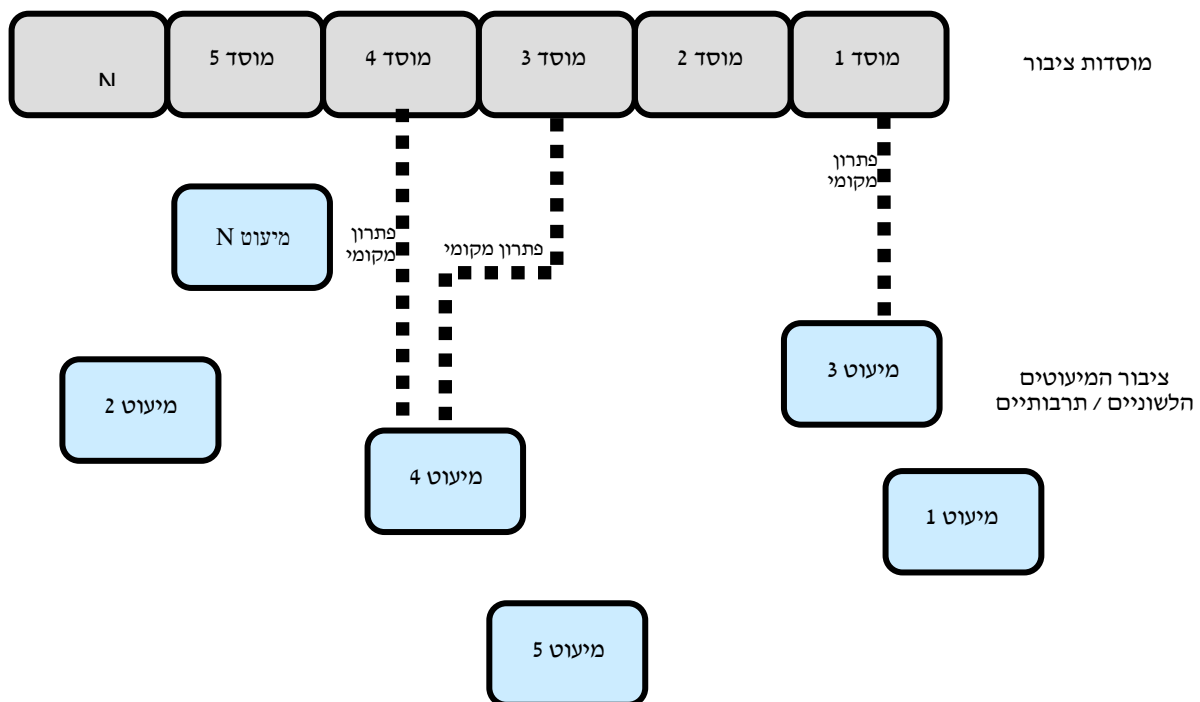 מוסדות ציבור
מוסד 1
מוסד 2
מוסד 3
מוסד 4
מוסד 5
N
פתרון
מקומי
פתרון מקומי
פתרון
מקומי
מיעוט N
מיעוט 3
ציבור המיעוטים
הלשוניים / תרבותיים
מיעוט 2
מיעוט 4
מיעוט 1
מיעוט 5